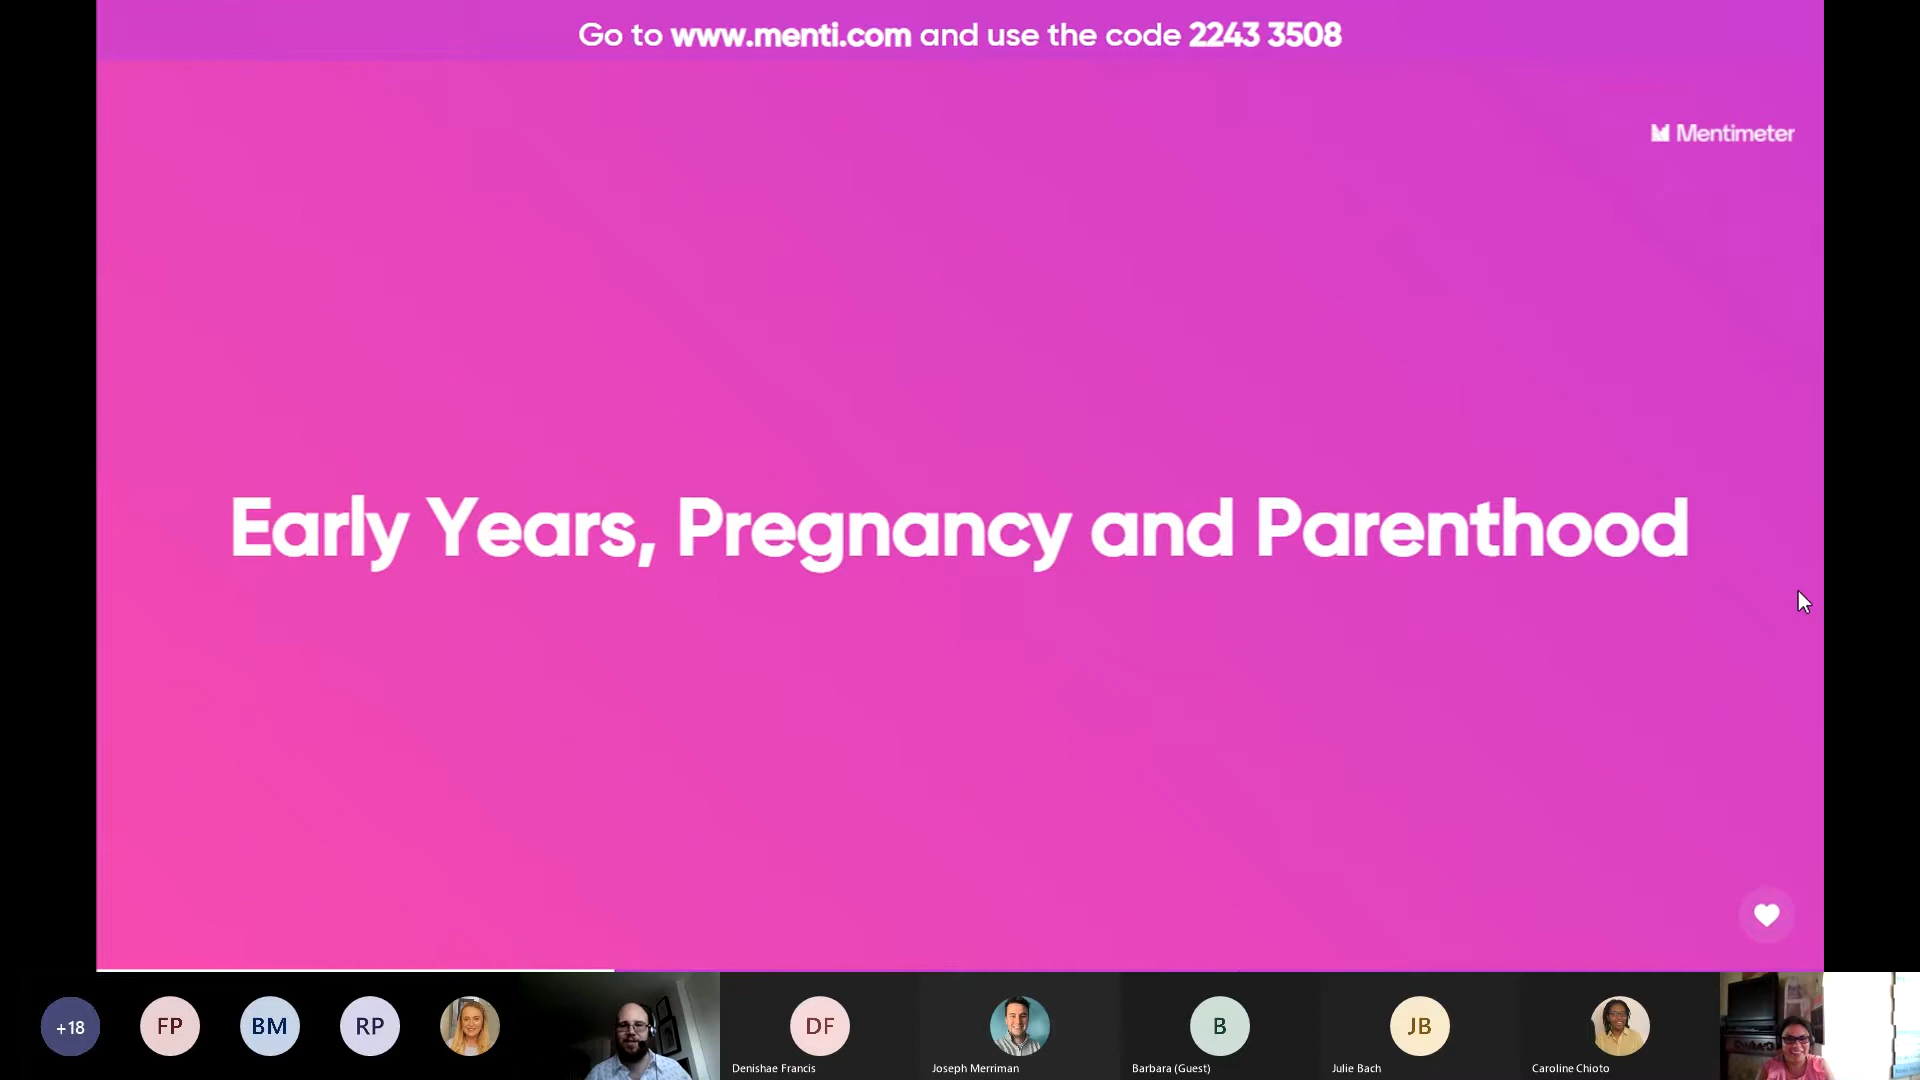 Go to www.menti.com and use the code 2243 3508
Mentimeter
Early Years, Pregnancy and Parenthood
+18
FP
BM
RP
DF
B
JB
Denishae Francis
Joseph Merriman
Barbara (Guest)
Julie Bach
Caroline Chioto